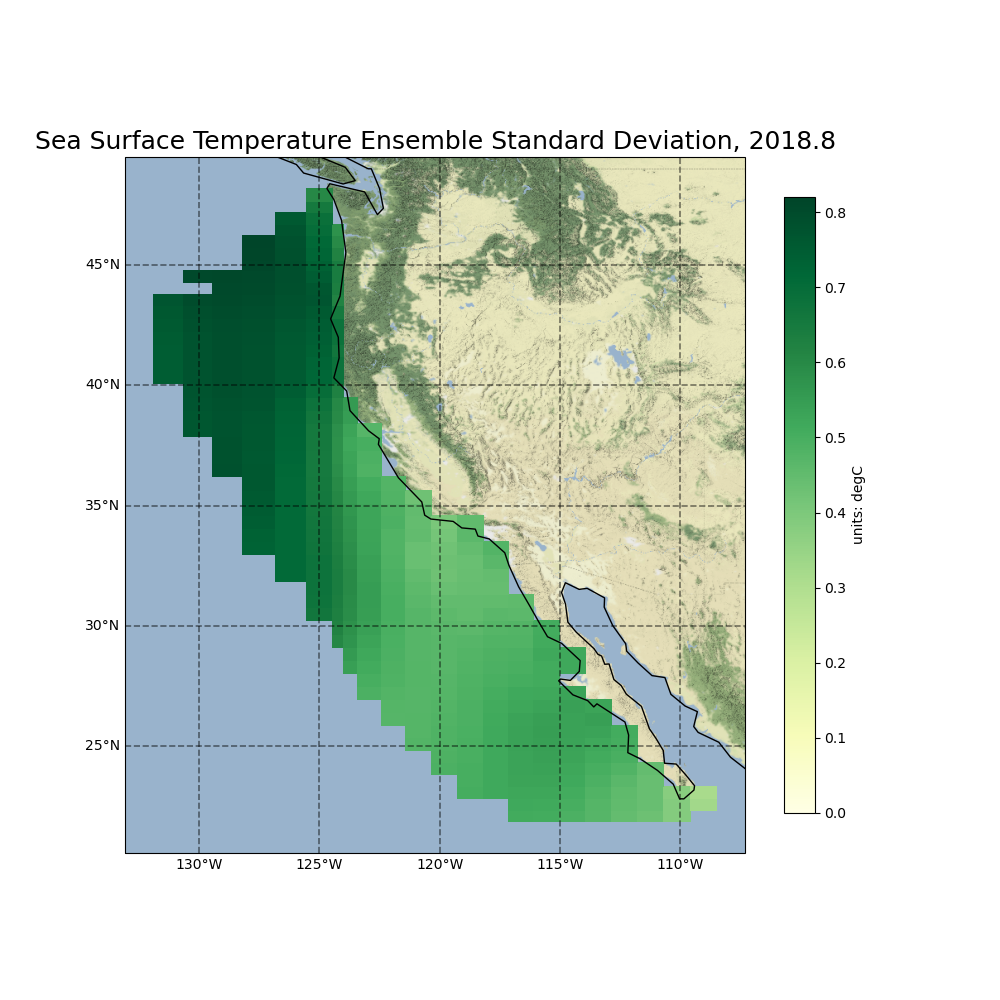 Sea Surface Temperature Ensemble Standard Deviation, 2018.8
45°N
40°N
35°N
30°N
25°N
130°W
125°W
120°W
115°W
110°W
0.8
0.7
0.6
0.5
0.4
0.3
0.2
0.1
0.0
units: degC